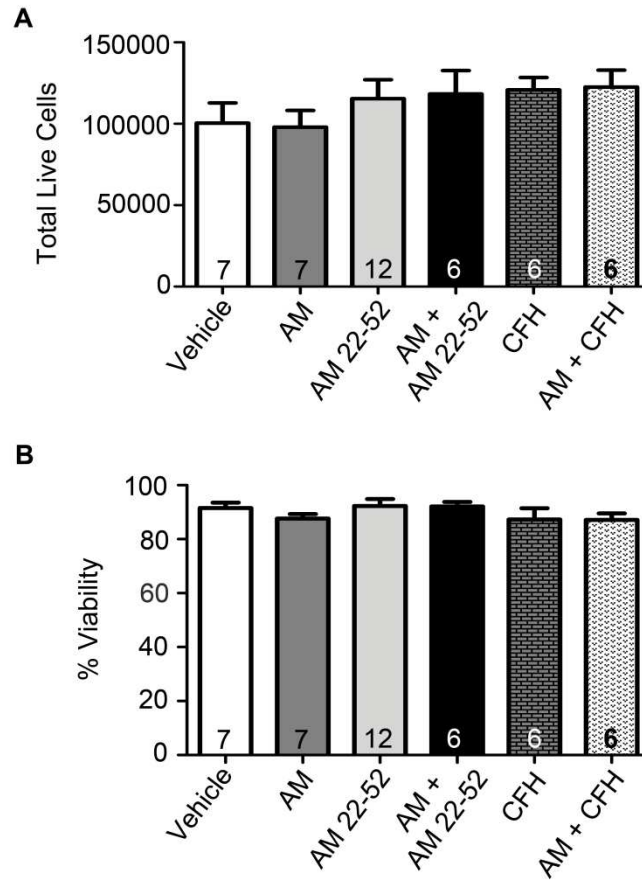 A
Total Live Cells
150000
100000
50000
0
7
7
12
6
6
6
Vehicle
AM
AM 22-52
AM +
AM 22-52
CFH
AM + CFH
B
% Viability
100
80
60
40
20
0
7
7
12
6
6
6
Vehicle
AM
AM 22-52
AM +
AM 22-52
CFH
AM + CFH